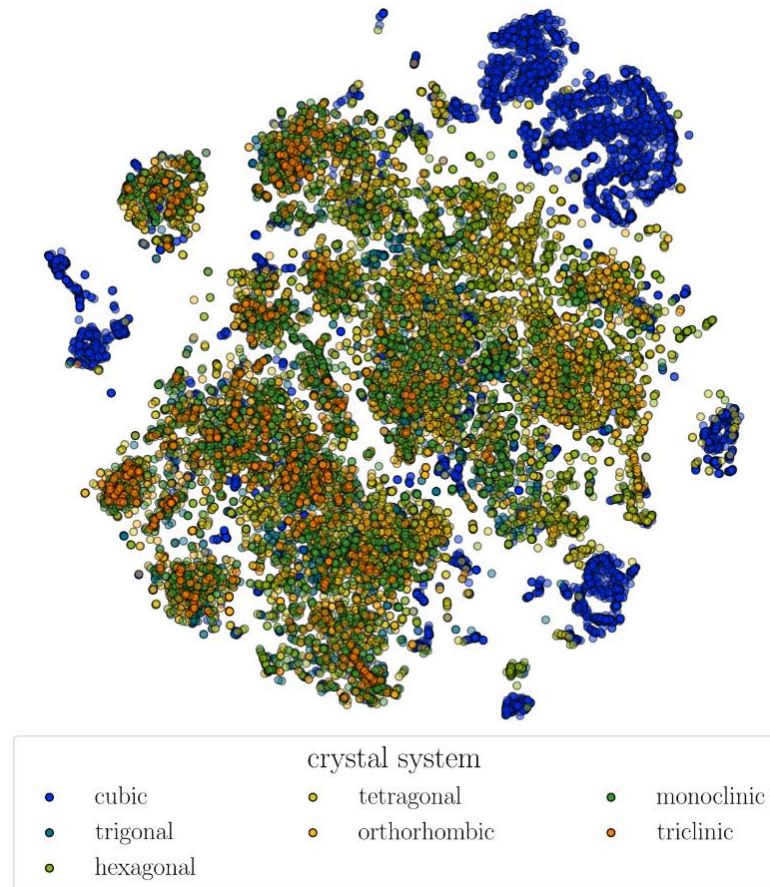 crystal system
cubic
trigonal
hexagonal
tetragonal
orthorhombic
monoclinic
triclinic